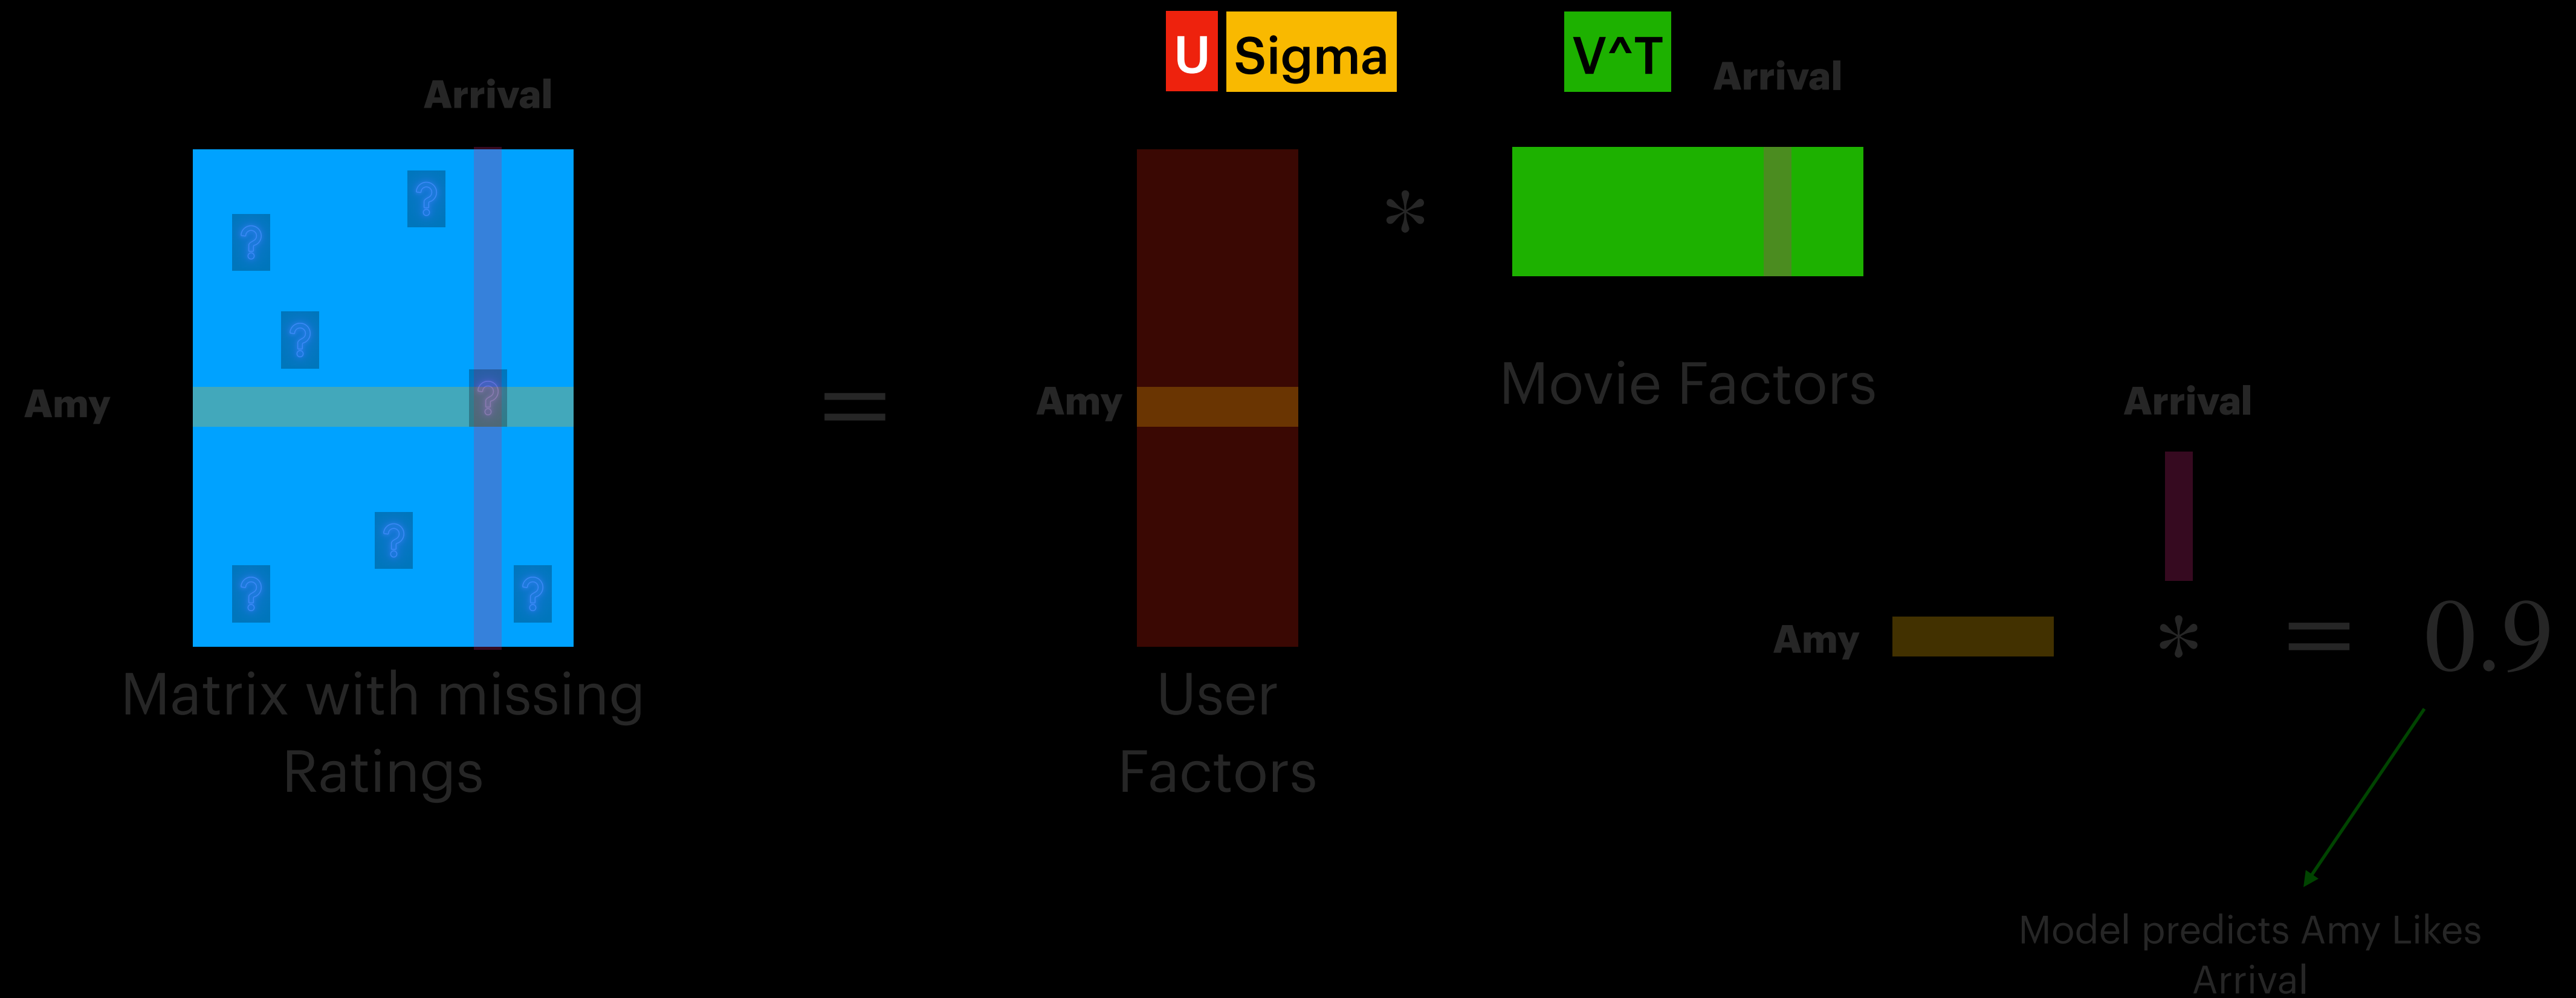 U Sigma V^T
Arrival
Arrival
?
?
?
?
?
?
?
Amy
=
Amy
*
Movie Factors
Matrix with missing
Ratings
User
Factors
Arrival
Amy
*
=
0.9
Model predicts Amy Likes
Arrival